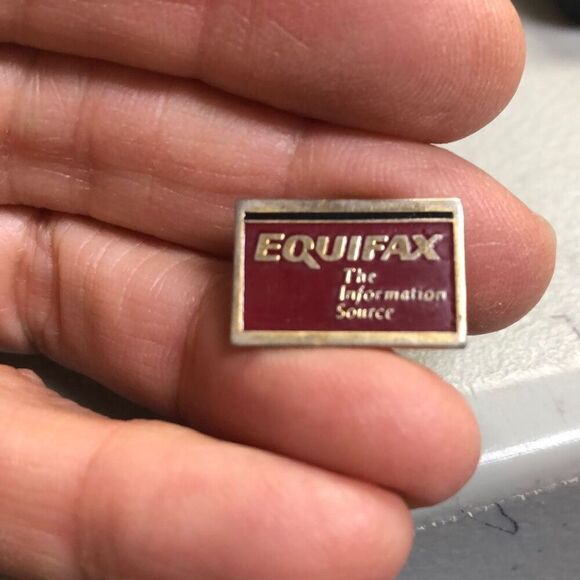 EQUIFAX
The
Information
Source